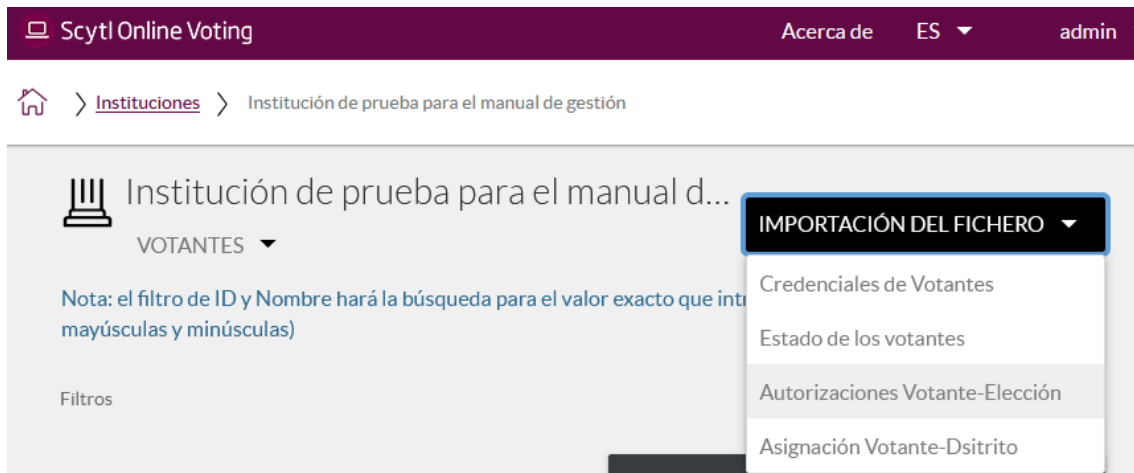 Scytl Online Voting
Acerca de ES admin
Instituciones Institución de prueba para el manual de gestión
Institución de prueba para el manual d...
VOTANTES
IMPORTACIÓN DEL FICHERO
Credenciales de Votantes
Estado de los votantes
Autorizaciones Votante-Elección
Asignación Votante-Dsitrito
Nota: el filtro de ID y Nombre hará la búsqueda para el valor exacto que
mayúsculas y minúsculas)
Filtros